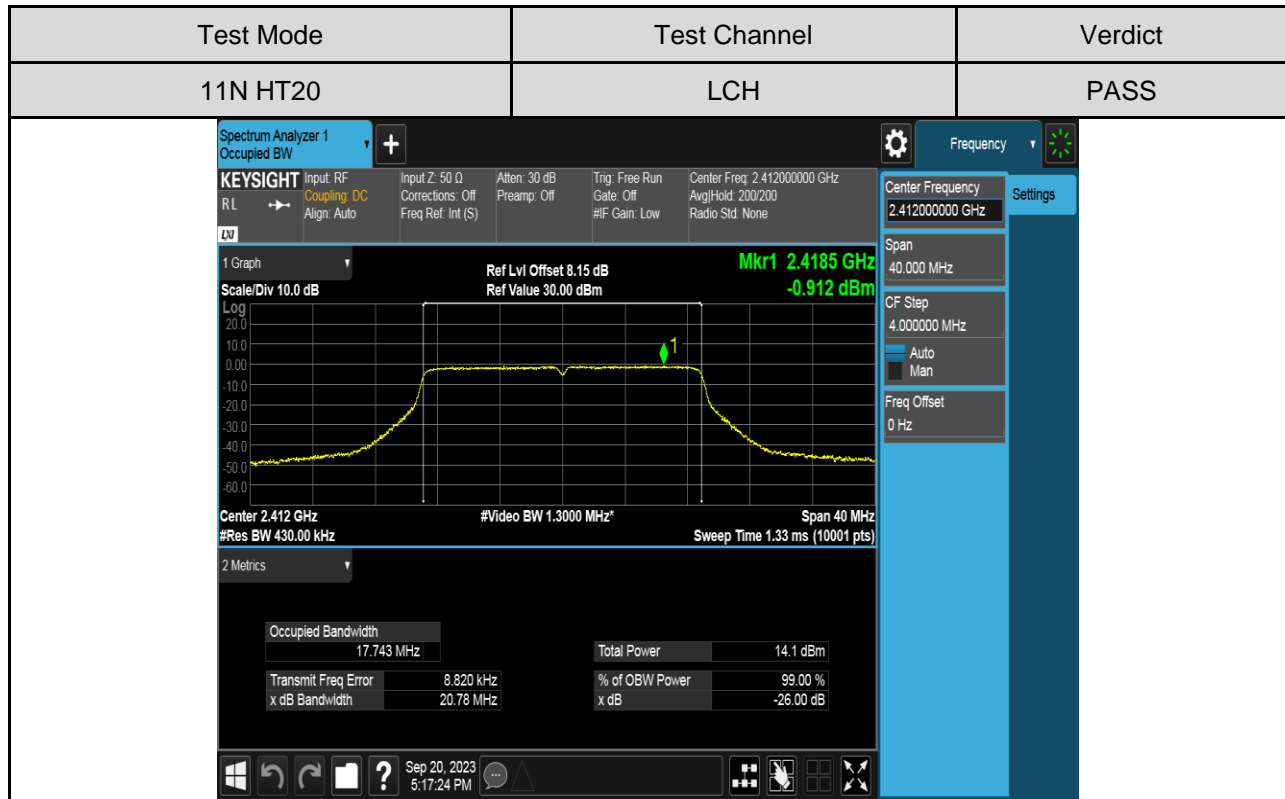 Test Mode Test Channel Verdict
11N HT20 LCH PASS
Spectrum Analyzer 1
Occupied BW
+
Frequency
KEYSIGHT
RL
LXI
Input: RF
Coupling: DC
Align: Auto
Input Z: 50 Ω
Corrections: Off
Freq Ref: Int (S)
Atten: 30 dB
Preamp: Off
Trig: Free Run
Gate: Off
#IF Gain: Low
Center Freq: 2.412000000 GHz
Avg|Hold: 200/200
Radio Std: None
Center Frequency
2.412000000 GHz
Settings
Span
40.000 MHz
CF Step
4.000000 MHz
Auto
Man
Freq Offset
0 Hz
1 Graph
Scale/Div 10.0 dB
Ref Lvl Offset 8.15 dB
Ref Value 30.00 dBm
Mkr1 2.4185 GHz
-0.912 dBm
Log
20.0
10.0
0.00
-10.0
-20.0
-30.0
-40.0
-50.0
-60.0
1
Center 2.412 GHz #Video BW 1.3000 MHz* Span 40 MHz
#Res BW 430.00 kHz Sweep Time 1.33 ms (10001 pts)
2 Metrics
Occupied Bandwidth
17.743 MHz
Total Power 14.1 dBm
Transmit Freq Error 8.820 kHz % of OBW Power 99.00 %
x dB Bandwidth 20.78 MHz x dB -26.00 dB
?
Sep 20, 2023
5:17:24 PM